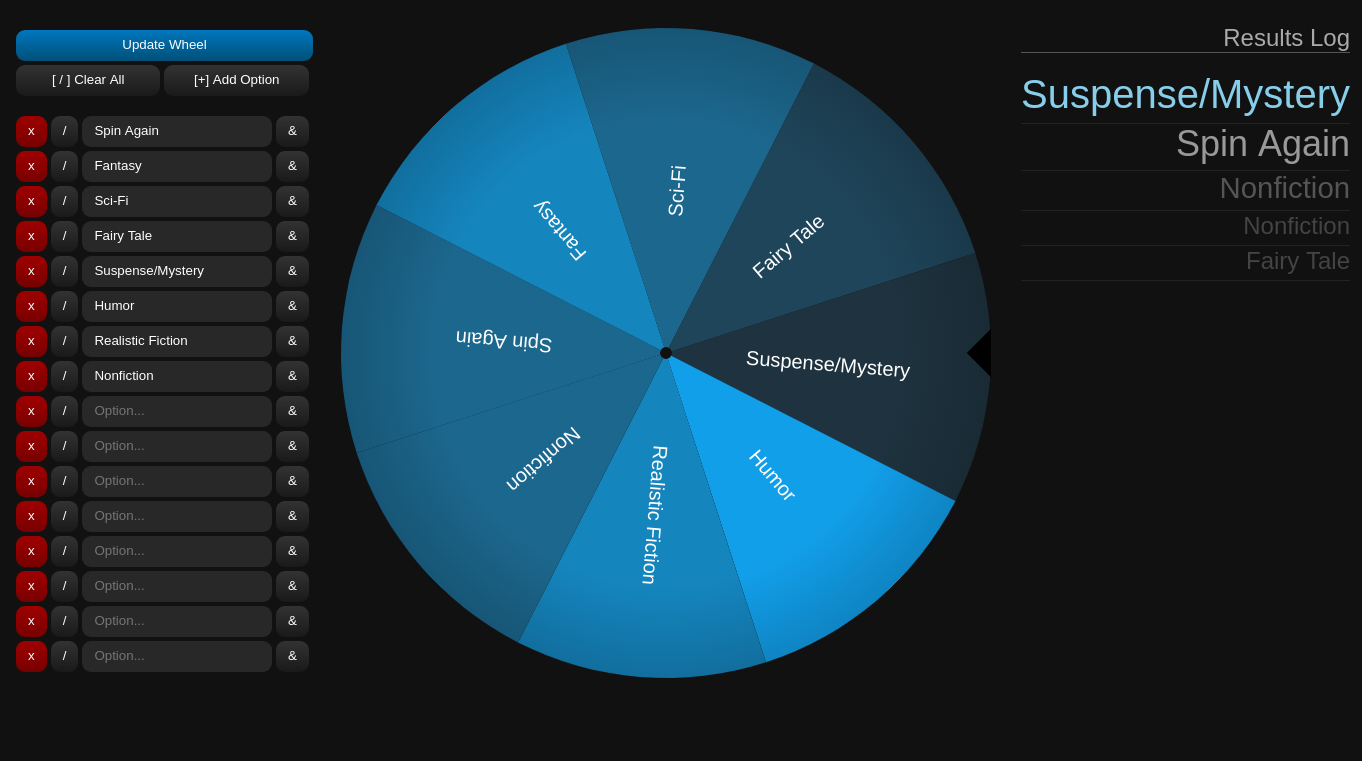 Update Wheel
[ / ] Clear All
[+] Add Option
x / Spin Again &
x / Fantasy &
x / Sci-Fi &
x / Fairy Tale &
x / Suspense/Mystery &
x / Humor &
x / Realistic Fiction &
x / Nonfiction &
x / Option... &
x / Option... &
x / Option... &
x / Option... &
x / Option... &
x / Option... &
x / Option... &
x / Option... &
Sci-Fi
Fairy Tale
Suspense/Mystery
Humor
Realistic Fiction
Nonfiction
Spin Again
Fantasy
Results Log
Suspense/Mystery
Spin Again
Nonfiction
Nonfiction
Fairy Tale